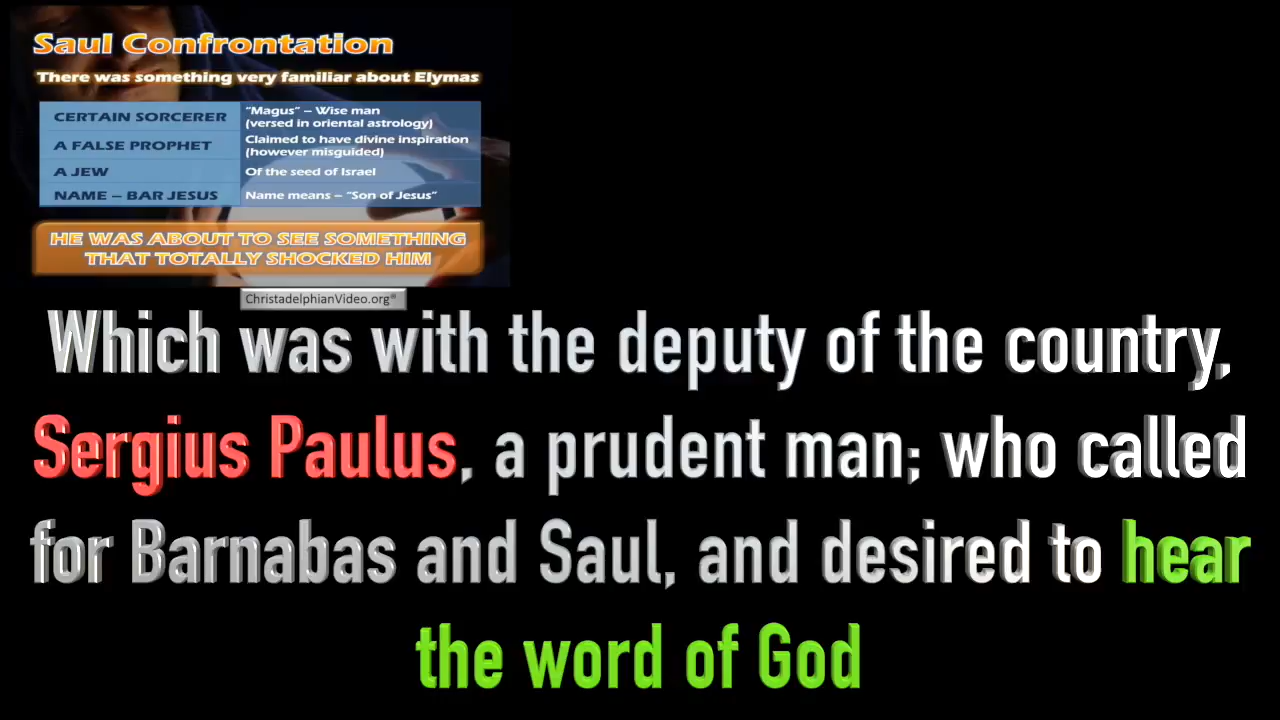 Saul Confrontation
There was something very familiar about Elymas
CERTAIN SORCERER
"Magus" – Wise man
(versed in oriental astrology)
A FALSE PROPHET
Claimed to have divine inspiration
(however misguided)
A JEW
Of the seed of Israel
NAME – BAR JESUS
Name means – "Son of Jesus"
HE WAS ABOUT TO SEE SOMETHING
THAT TOTALLY SHOCKED HIM
ChristadelphianVideo.org®
Which was with the deputy of the country,
Sergius Paulus, a prudent man; who called
for Barnabas and Saul, and desired to hear
the word of God